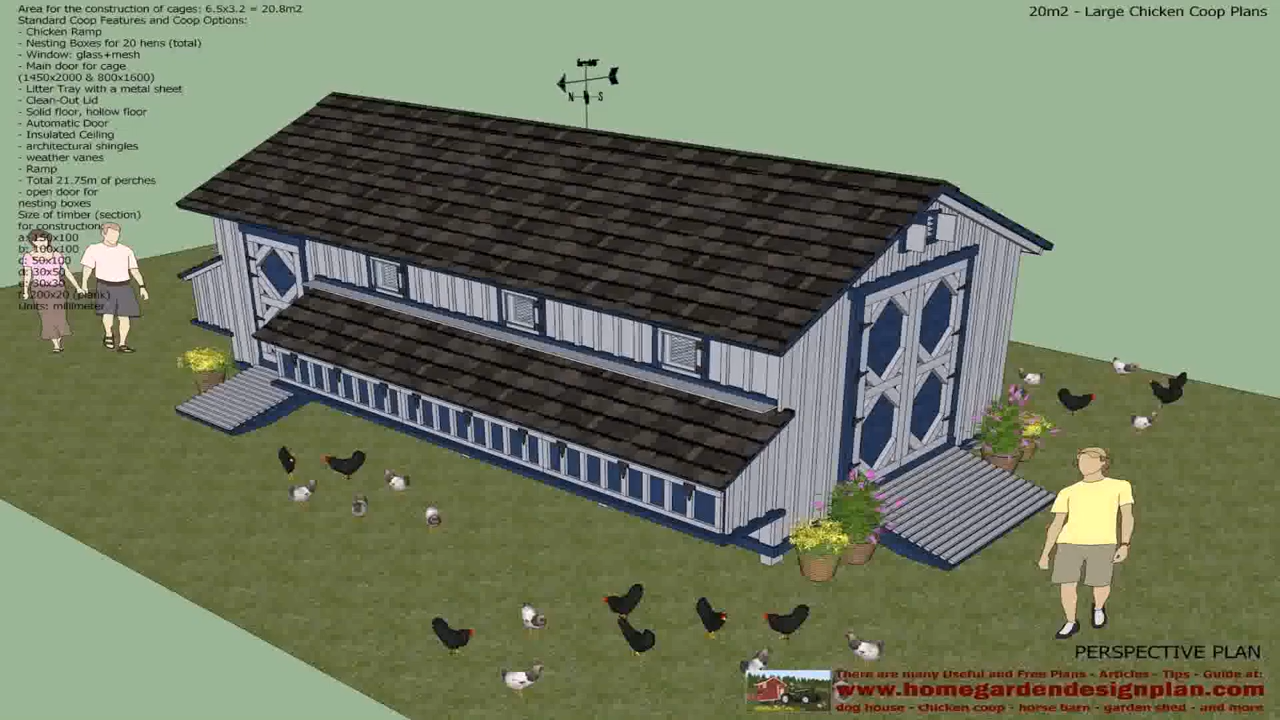 Area for the construction of cages: 6.5x3.2 = 20.8m2
Standard Coop Features and Coop Options:
- Chicken Ramp
- Nesting Boxes for 20 hens (total)
- Window: glass+mesh
- Main door for cage
(1450x2000 & 800x1600)
- Litter Tray with a metal sheet
- Clean-Out Lid
- Solid floor, hollow floor
- Automatic Door
- Insulated Ceiling
- architectural shingles
- weather vanes
- Ramp
- Total 21.75m of perches
- open door for
nesting boxes
Size of timber (section)
for construction:
a: 150x100
b: 100x100
c: 50x100
d: 30x50
e: 30x30
f: 200x20 (plank)
Units: millimeter
20m2 - Large Chicken Coop Plans
N S
PERSPECTIVE PLAN
There are many Useful and Free Plans - Articles - Tips - Guide at:
www.homegardendesignplan.com
dog house - chicken coop - horse barn - garden shed - and more